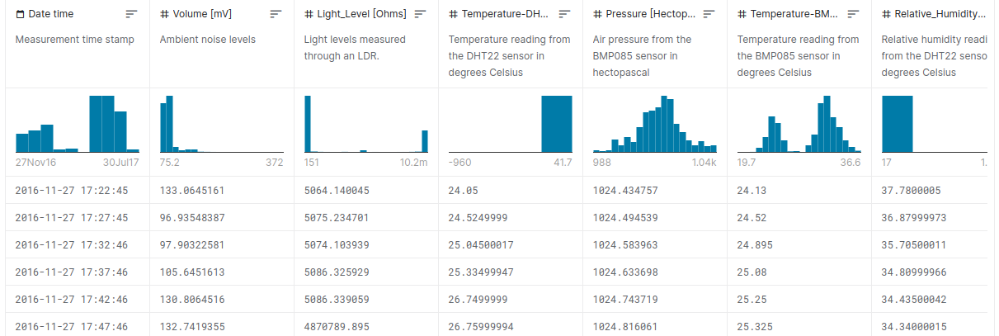 Date time
Volume [mV]
Light_Level [Ohms]
Temperature-DH...
Pressure [Hectop...
Temperature-BM...
Relative_Humidity...
Measurement time stamp
Ambient noise levels
Light levels measured
through an LDR.
Temperature reading from
the DHT22 sensor in
degrees Celsius
Air pressure from the
BMP085 sensor in
hectopascal
Temperature reading from
the BMP085 sensor in
degrees Celsius
Relative humidity readi
from the DHT22 senso
degrees Celsius
27Nov16 30Jul17
75.2 372
151 10.2m
-960 41.7
988 1.04k
19.7 36.6
17 1.
2016-11-27 17:22:45 133.0645161 5064.140045 24.05 1024.434757 24.13 37.7800005
2016-11-27 17:27:45 96.93548387 5075.234701 24.5249999 1024.494539 24.52 36.87999973
2016-11-27 17:32:46 97.90322581 5074.103939 25.04500017 1024.583963 24.895 35.70500011
2016-11-27 17:37:46 105.6451613 5086.325929 25.33499947 1024.633698 25.08 34.80999966
2016-11-27 17:42:46 130.8064516 5086.339059 26.7499999 1024.743719 25.25 34.43500042
2016-11-27 17:47:46 132.7419355 4870789.895 26.75999994 1024.816061 25.325 34.34000015